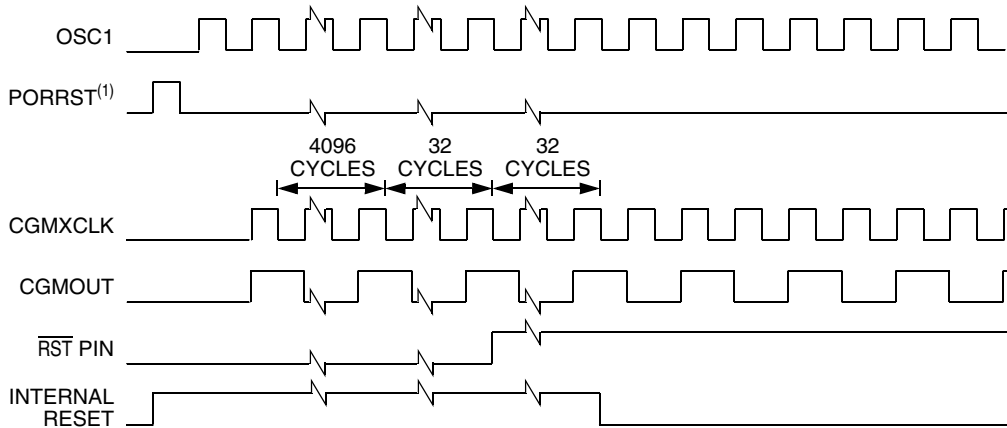 OSC1
PORRST(1)
4096 32 32
CYCLES CYCLES CYCLES
CGMXCLK
CGMOUT
RST PIN
INTERNAL
RESET